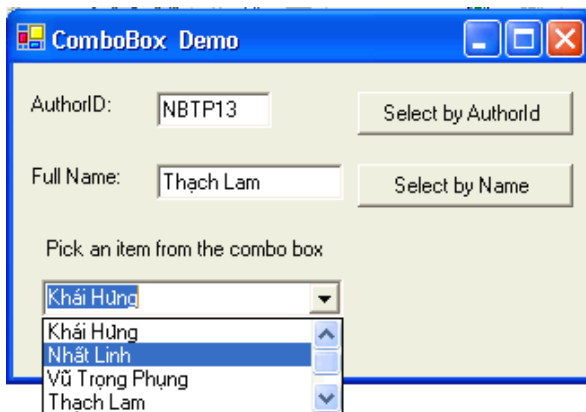 ComboBox Demo
AuthorID: NBTP13 Select by AuthorId
Full Name: Thạch Lam Select by Name
Pick an item from the combo box
Khái Hưng
Khái Hưng
Nhất Linh
Vũ Trọng Phụng
Thạch Lam